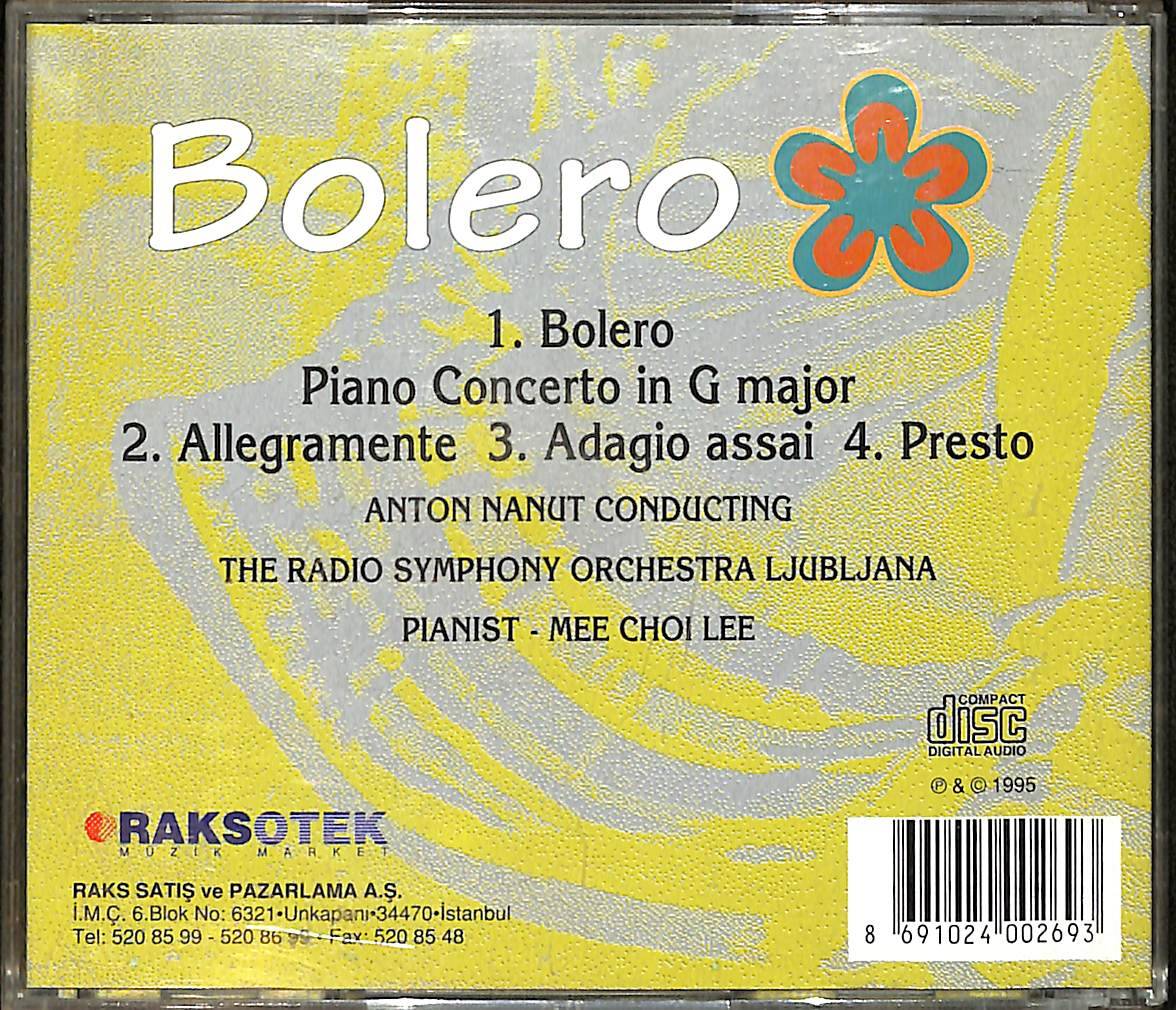 Bolero
1. Bolero
Piano Concerto in G major
2. Allegramente 3. Adagio assai 4. Presto
ANTON NANUT CONDUCTING
THE RADIO SYMPHONY ORCHESTRA LJUBLJANA
PIANIST - MEE CHOI LEE
COMPACT
disc
DIGITAL AUDIO
℗ & © 1995
RAKSOTEK
MÜZİK MARKET
RAKS SATIŞ ve PAZARLAMA A.Ş.
İ.M.Ç. 6.Blok No: 6321•Unkapanı•34470•İstanbul
Tel: 520 85 99 - 520 86 99 - Fax: 520 85 48
8 691024 002693